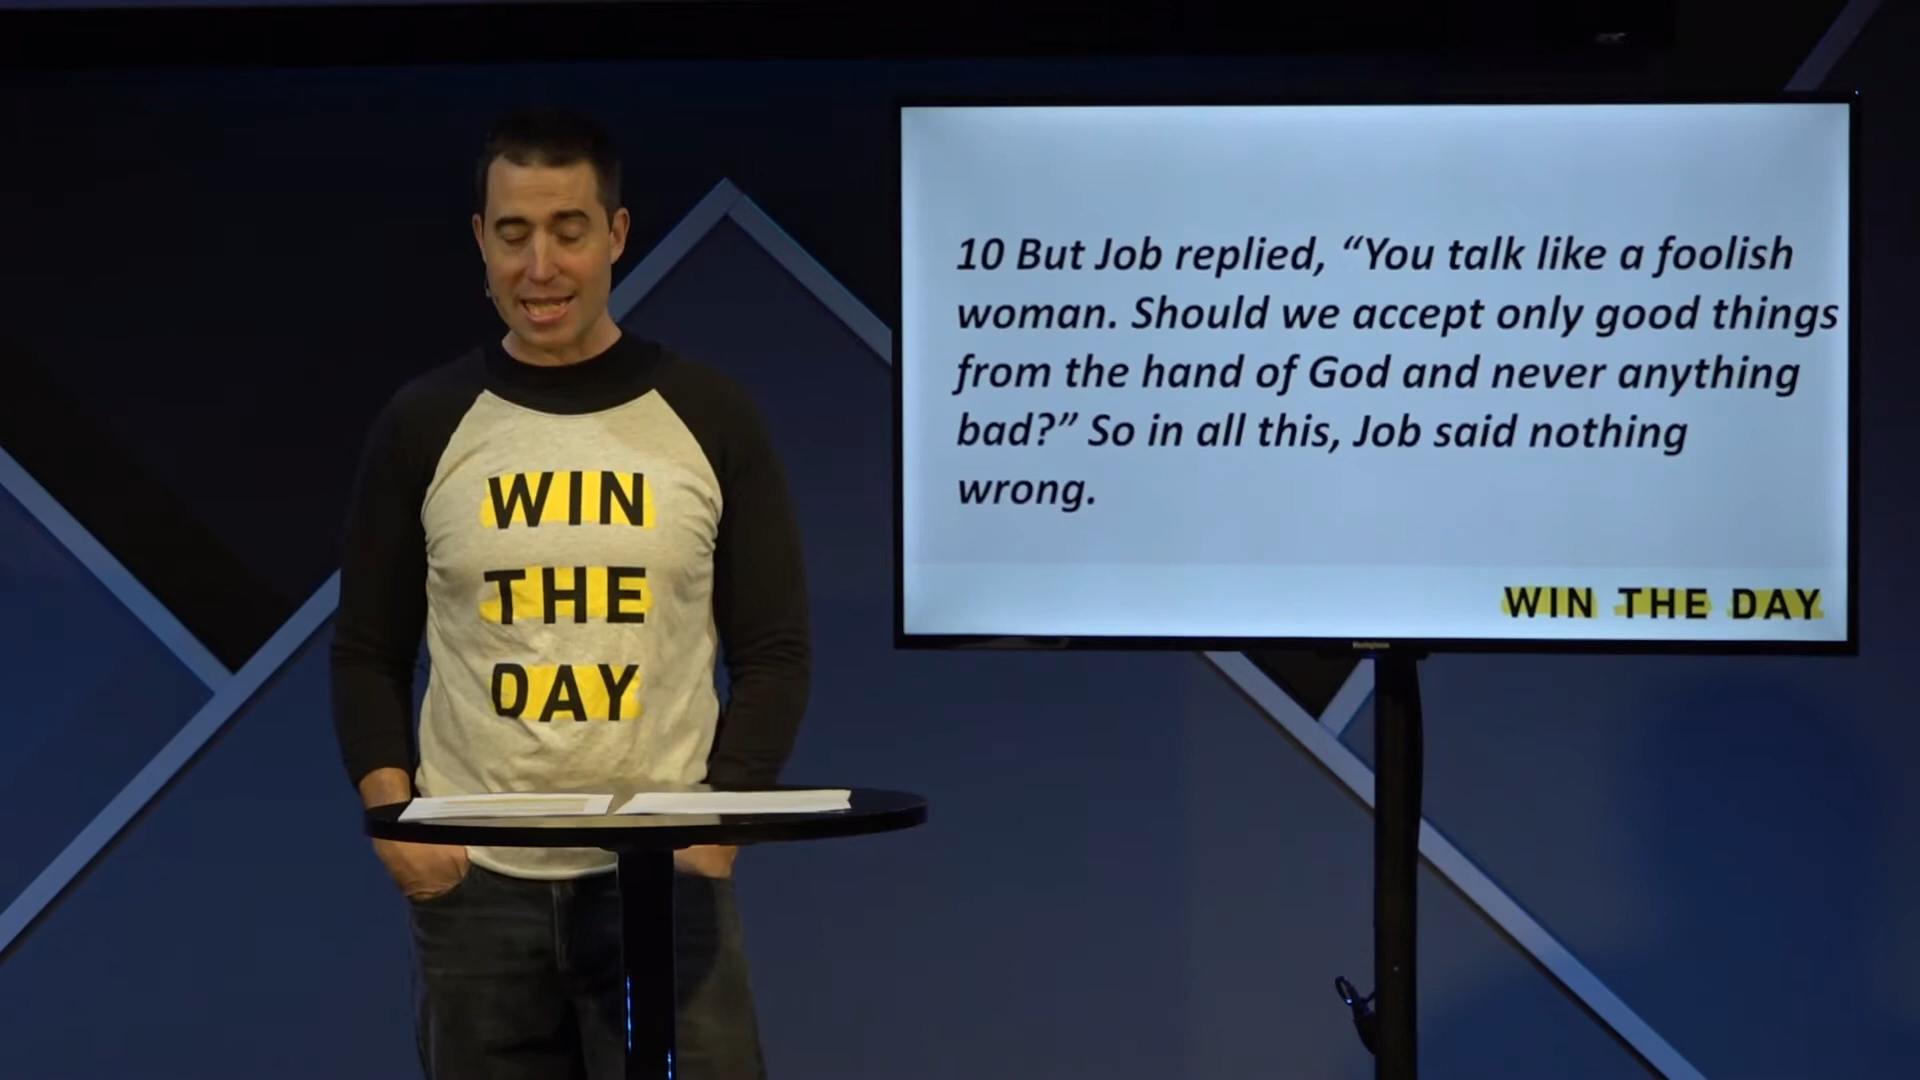 WIN
THE
DAY
10 But Job replied, “You talk like a foolish
woman. Should we accept only good things
from the hand of God and never anything
bad?” So in all this, Job said nothing
wrong.
WIN THE DAY